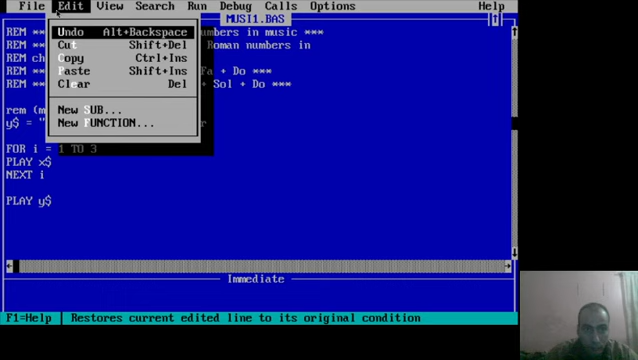 File Edit View Search Run Debug Calls Options Help
MUSI1.BAS
Undo Alt+Backspace
Cut Shift+Del
Copy Ctrl+Ins
Paste Shift+Ins
Clear Del
New SUB...
New FUNCTION...
REM ** umbers in music ***
REM ** Roman numbers in
REM ch Fa + Do ***
REM ** Sol + Do ***
rem (m
y$ = " r
FOR i = 1 TO 3
PLAY x$
NEXT i
PLAY y$
Immediate
F1=Help Restores current edited line to its original condition